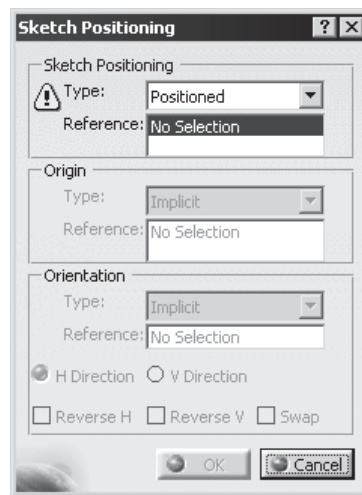 Sketch Positioning ? X
Sketch Positioning
Type: Positioned
Reference: No Selection
Origin
Type: Implicit
Reference: No Selection
Orientation
Type: Implicit
Reference: No Selection
H Direction V Direction
Reverse H Reverse V Swap
OK Cancel